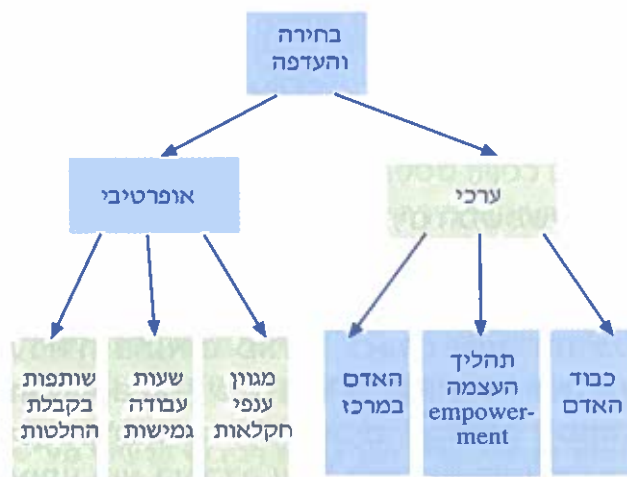 בחירה
והעדפה
ערכי
אופרטיבי
כבוד
האדם
תהליך
העצמה
empower-
ment
האדם
במרכז
מגוון
ענפי
חקלאות
שעות
עבודה
גמישות
שותפות
בקבלת
החלטות